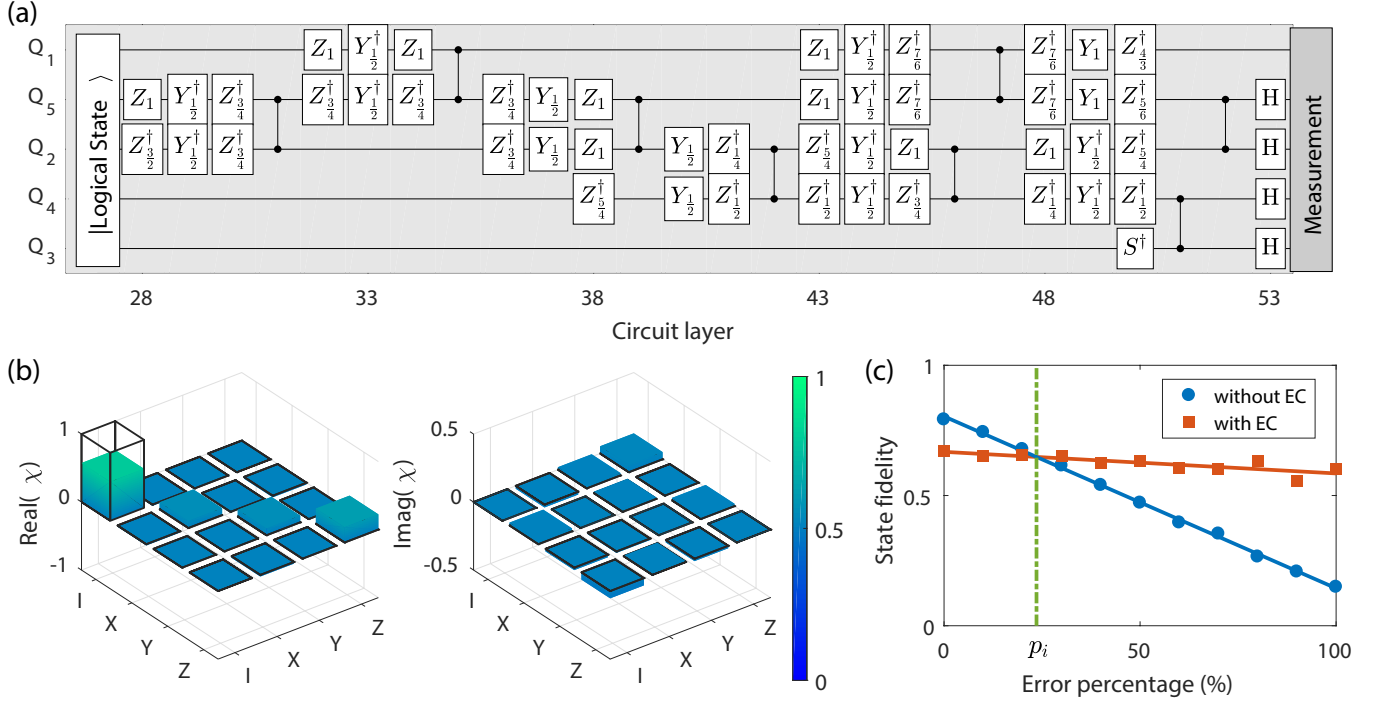 (a)
Q1 Z1 Y†1/2 Z1 Z1 Y†1/2 Z†7/6 Z†7/6 Y1 Z†4/3
Q5 Z1 Y†1/2 Z†3/4 Z†3/4 Y†1/2 Z†3/4 Z†3/4 Y1/2 Z1 Z1 Y†1/2 Z†7/6 Z†7/6 Y1 Z†5/6 H
Q2 Z†3/2 Y†1/2 Z†3/4 Z†3/4 Y1/2 Z1 Y1/2 Z†1/4 Z†5/4 Y†1/2 Z1 Z1 Y†1/2 Z†5/4 H
Q4 Z†5/4 Y1/2 Z†1/2 Z†1/2 Y†1/2 Z†3/4 Z†1/4 Y†1/2 Z†1/2 H
Q3 S† H
|Logical State ⟩
Measurement
28 33 38 43 48 53
Circuit layer
(b)
Real( χ)
1
0
-1
I X Y Z
I X Y Z
Imag( χ)
0.5
0
-0.5
I X Y Z
I X Y Z
1
0.5
0
(c)
State fidelity
1
0.5
0
without EC
with EC
0 pi 50 100
Error percentage (%)